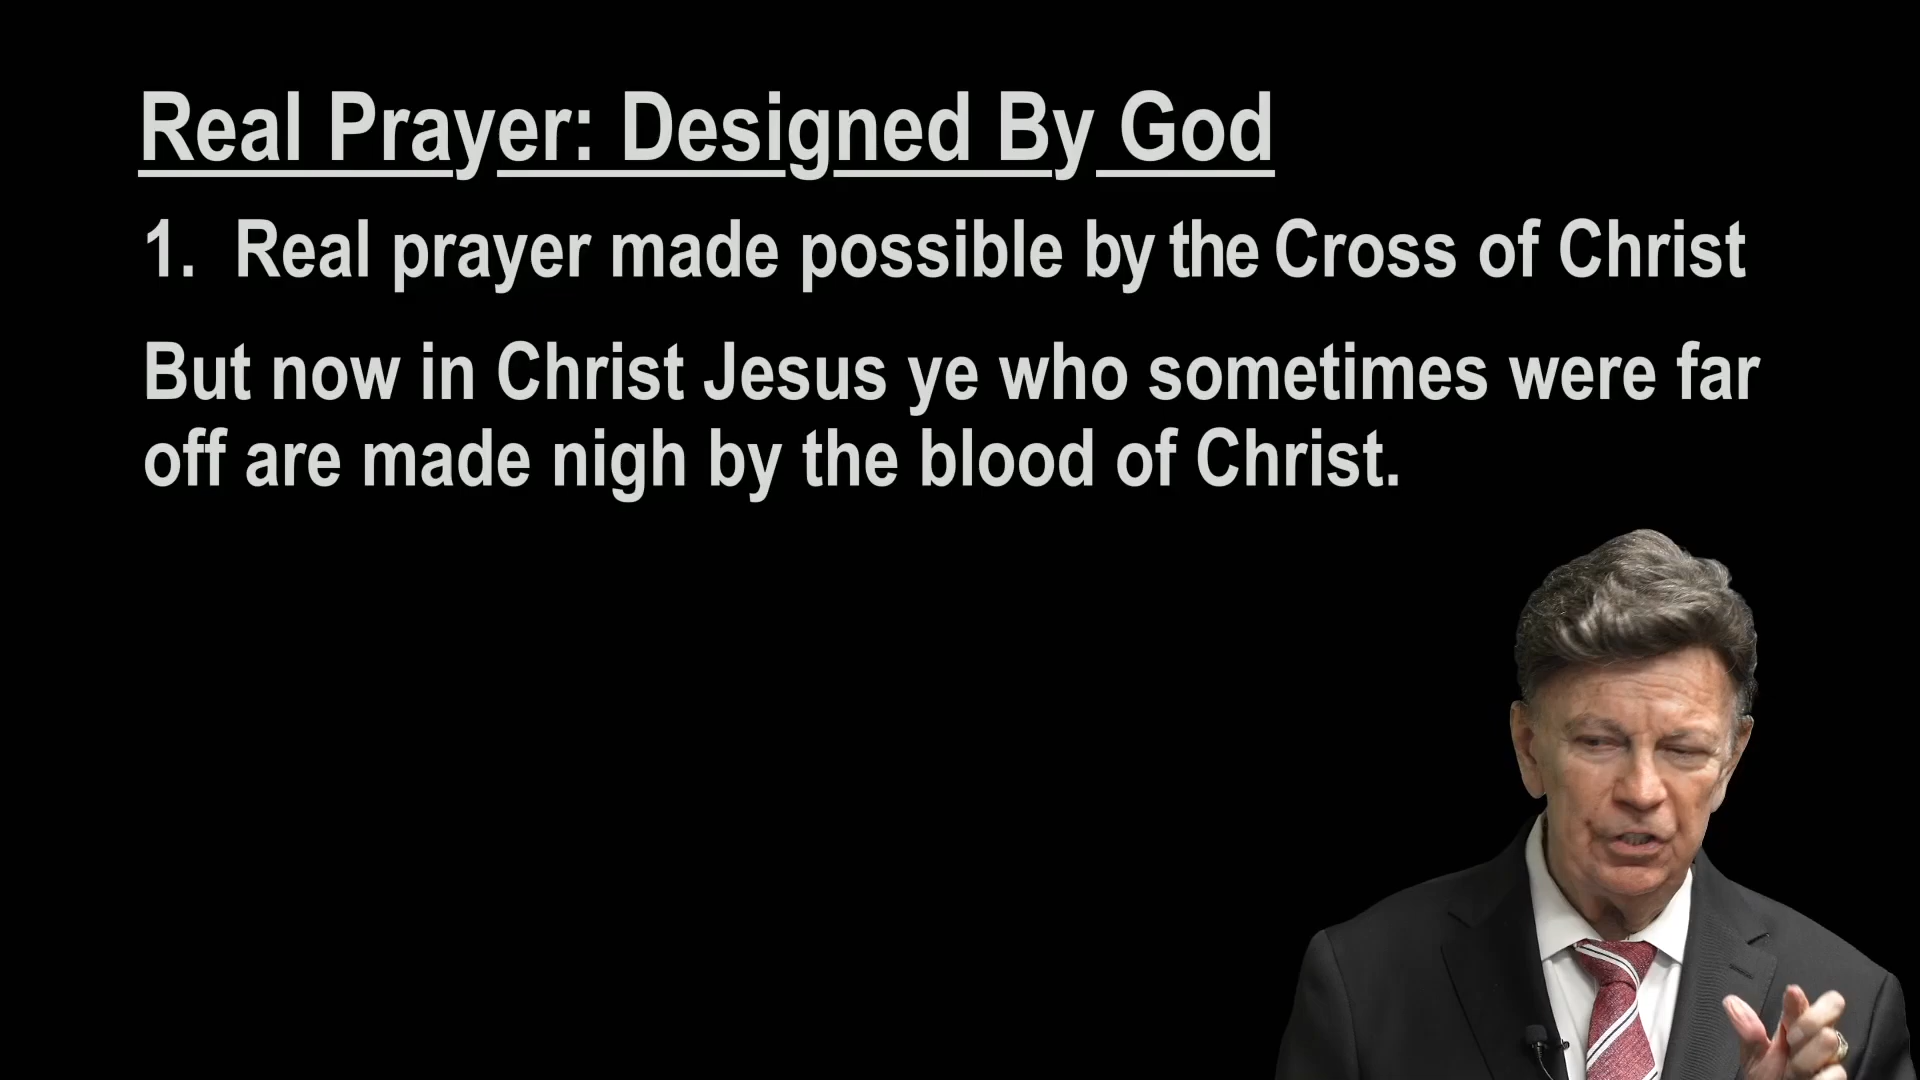 Real Prayer: Designed By God
1. Real prayer made possible by the Cross of Christ
But now in Christ Jesus ye who sometimes were far
off are made nigh by the blood of Christ.